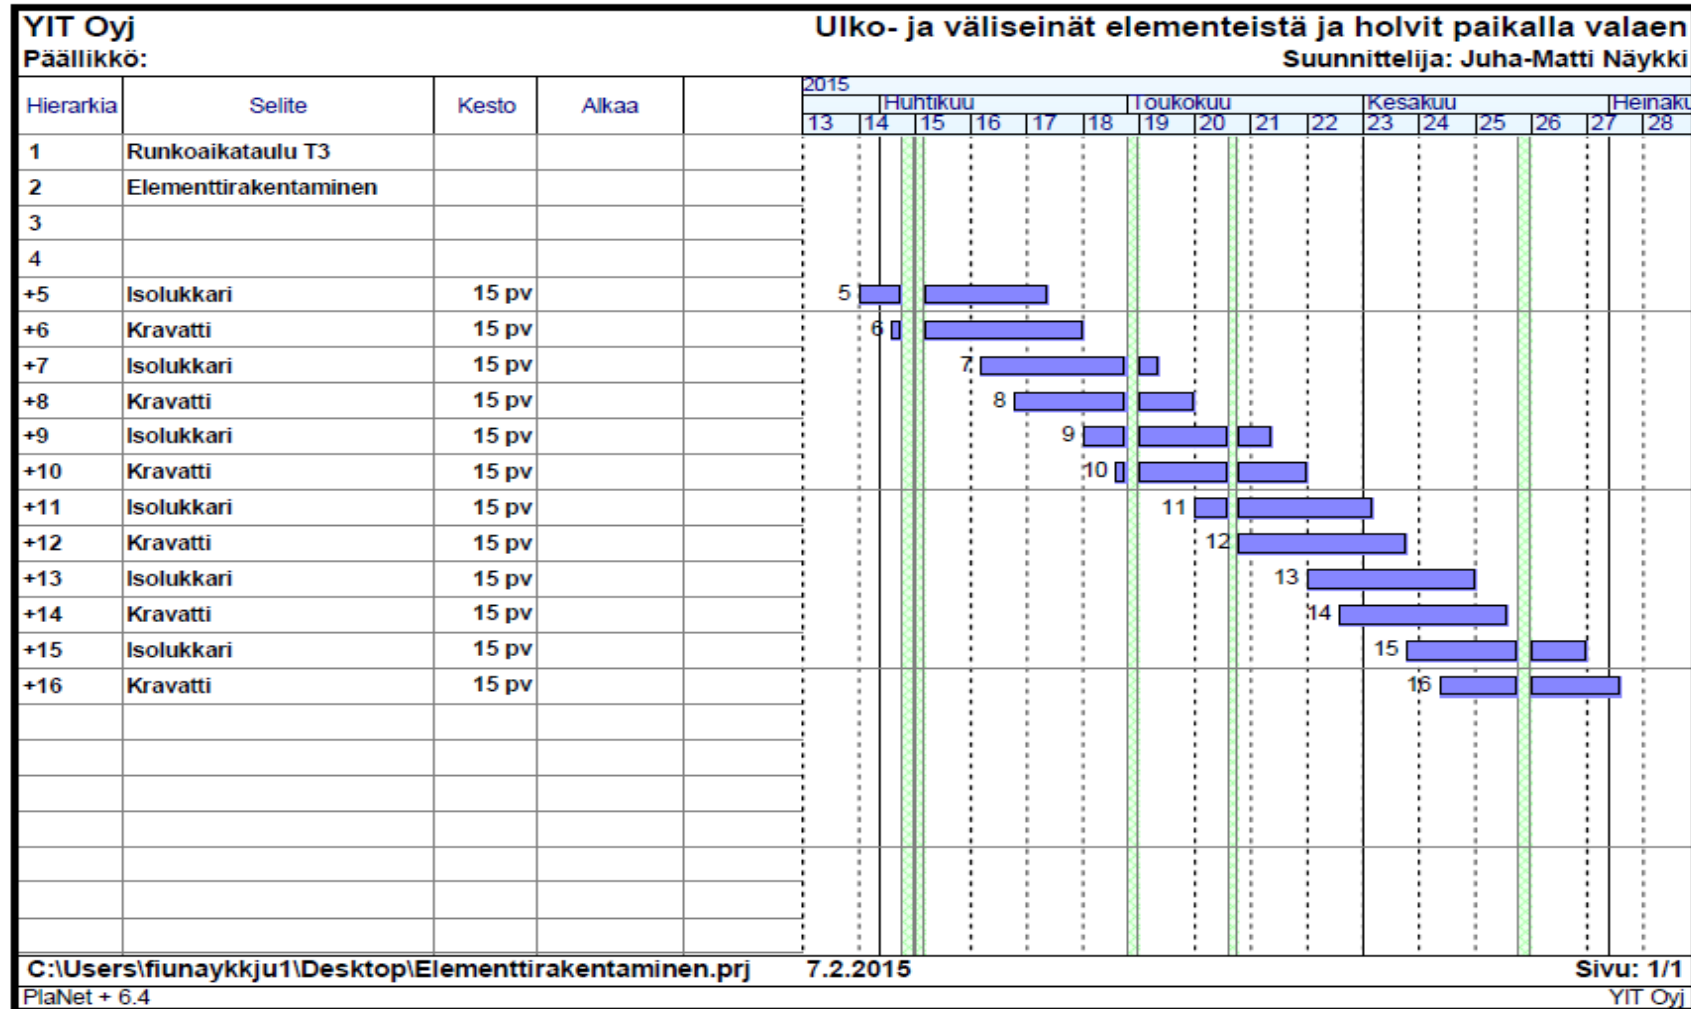 YIT Oyj Ulko- ja väliseinät elementeistä ja holvit paikalla valaen
Päällikkö: Suunnittelija: Juha-Matti Näykki
Hierarkia Selite Kesto Alkaa 2015
Huhtikuu Toukokuu Kesäkuu Heinäku
13 14 15 16 17 18 19 20 21 22 23 24 25 26 27 28
1 Runkoaikataulu T3
2 Elementtirakentaminen
3
4
+5 Isolukkari 15 pv 5
+6 Kravatti 15 pv 6
+7 Isolukkari 15 pv 7
+8 Kravatti 15 pv 8
+9 Isolukkari 15 pv 9
+10 Kravatti 15 pv 10
+11 Isolukkari 15 pv 11
+12 Kravatti 15 pv 12
+13 Isolukkari 15 pv 13
+14 Kravatti 15 pv 14
+15 Isolukkari 15 pv 15
+16 Kravatti 15 pv 16
C:\Users\fiunaykkju1\Desktop\Elementtirakentaminen.prj 7.2.2015 Sivu: 1/1
PlaNet + 6.4 YIT Oyj